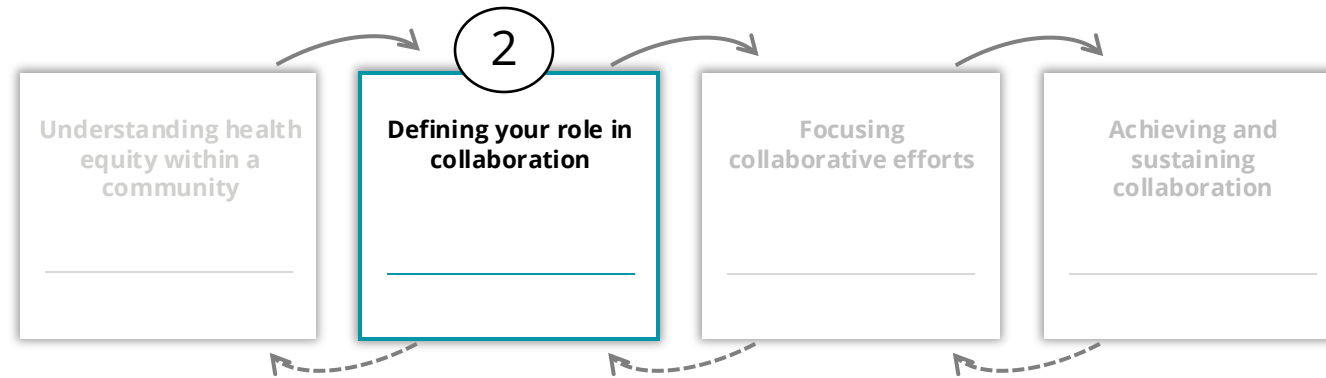 2
Understanding health
equity within a
community
Defining your role in
collaboration
Focusing
collaborative efforts
Achieving and
sustaining
collaboration